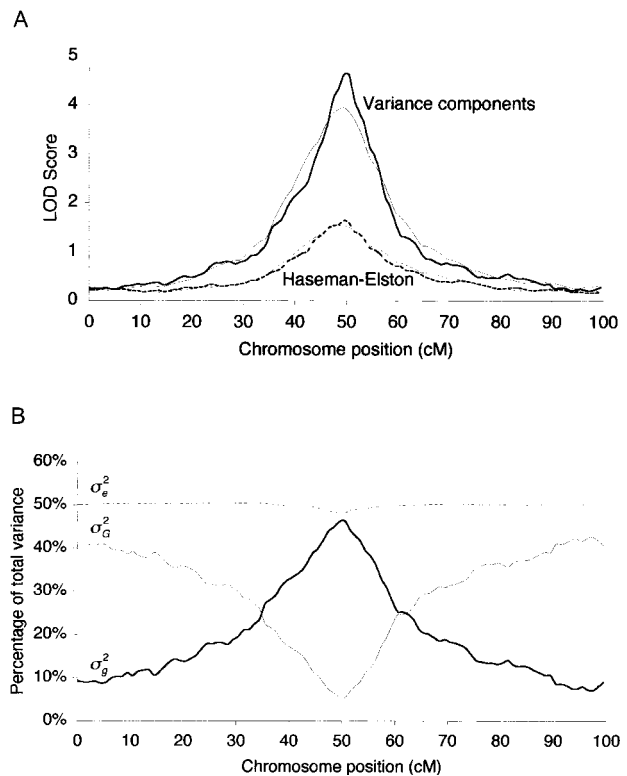 A
5
4
3
2
1
0
LOD Score
Variance components
Haseman-Elston
0 10 20 30 40 50 60 70 80 90 100
Chromosome position (cM)
B
60%
50%
40%
30%
20%
10%
0%
Percentage of total variance
σ²e
σ²G
σ²g
0 10 20 30 40 50 60 70 80 90 100
Chromosome position (cM)